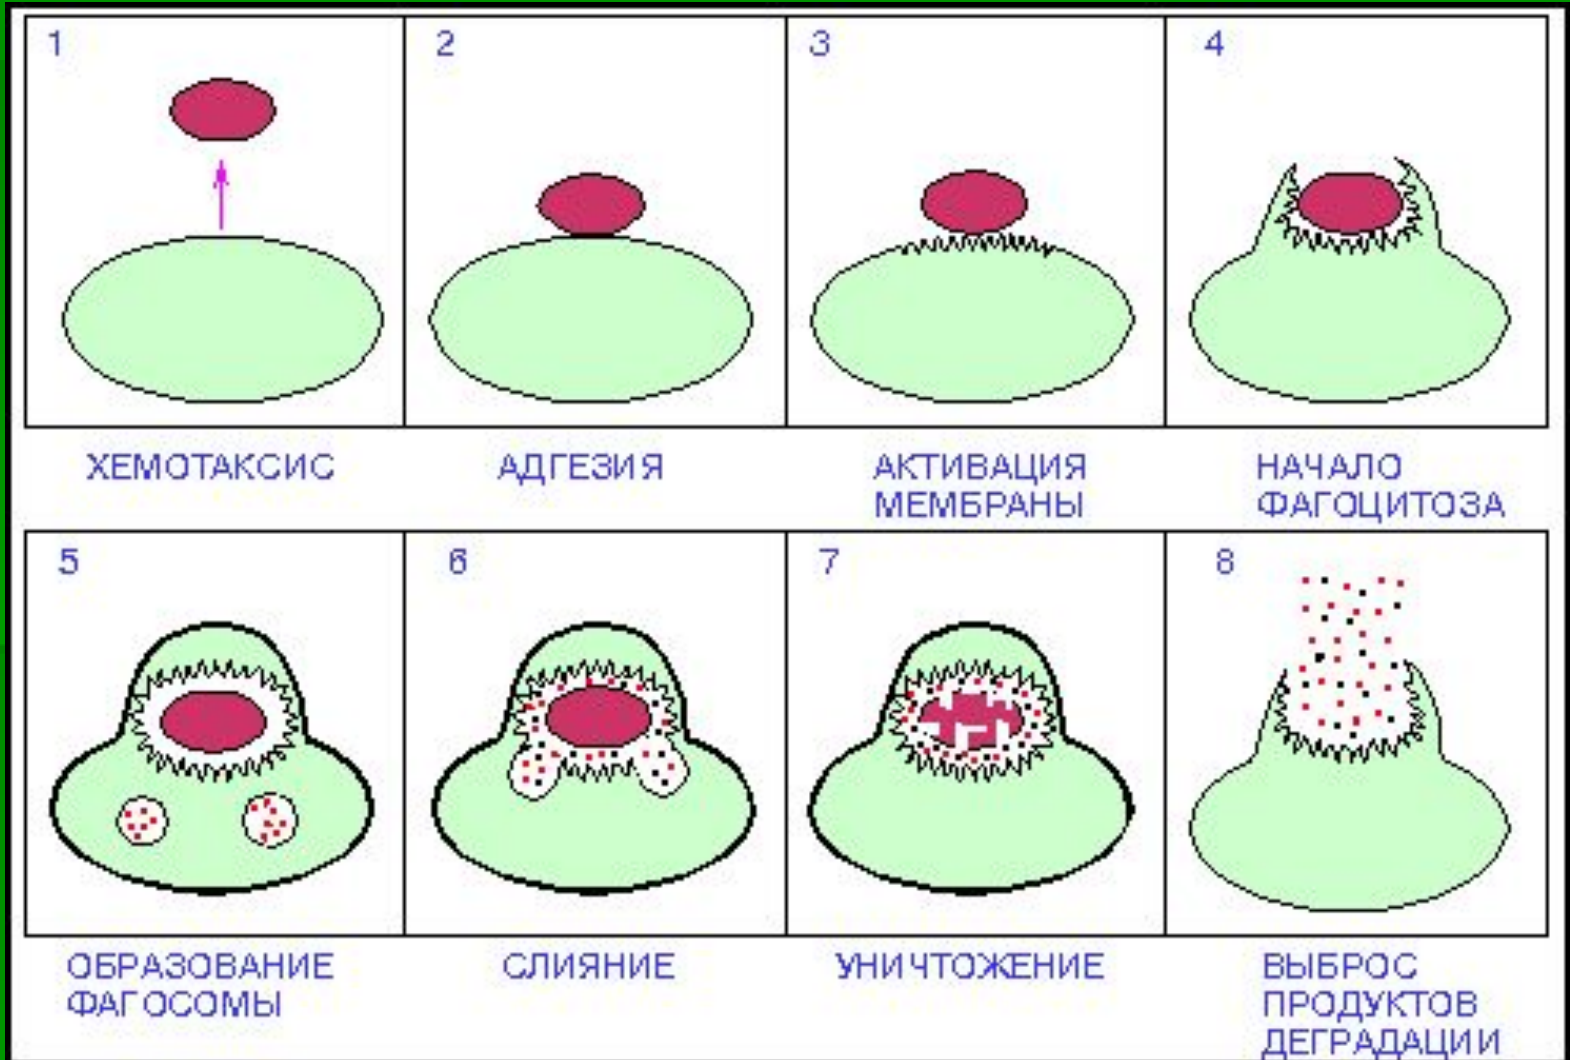 1
2
3
4
ХЕМОТАКСИС
АДГЕЗИЯ
АКТИВАЦИЯ
МЕМБРАНЫ
НАЧАЛО
ФАГОЦИТОЗА
5
6
7
8
ОБРАЗОВАНИЕ
ФАГОСОМЫ
СЛИЯНИЕ
УНИЧТОЖЕНИЕ
ВЫБРОС
ПРОДУКТОВ
ДЕГРАДАЦИИ